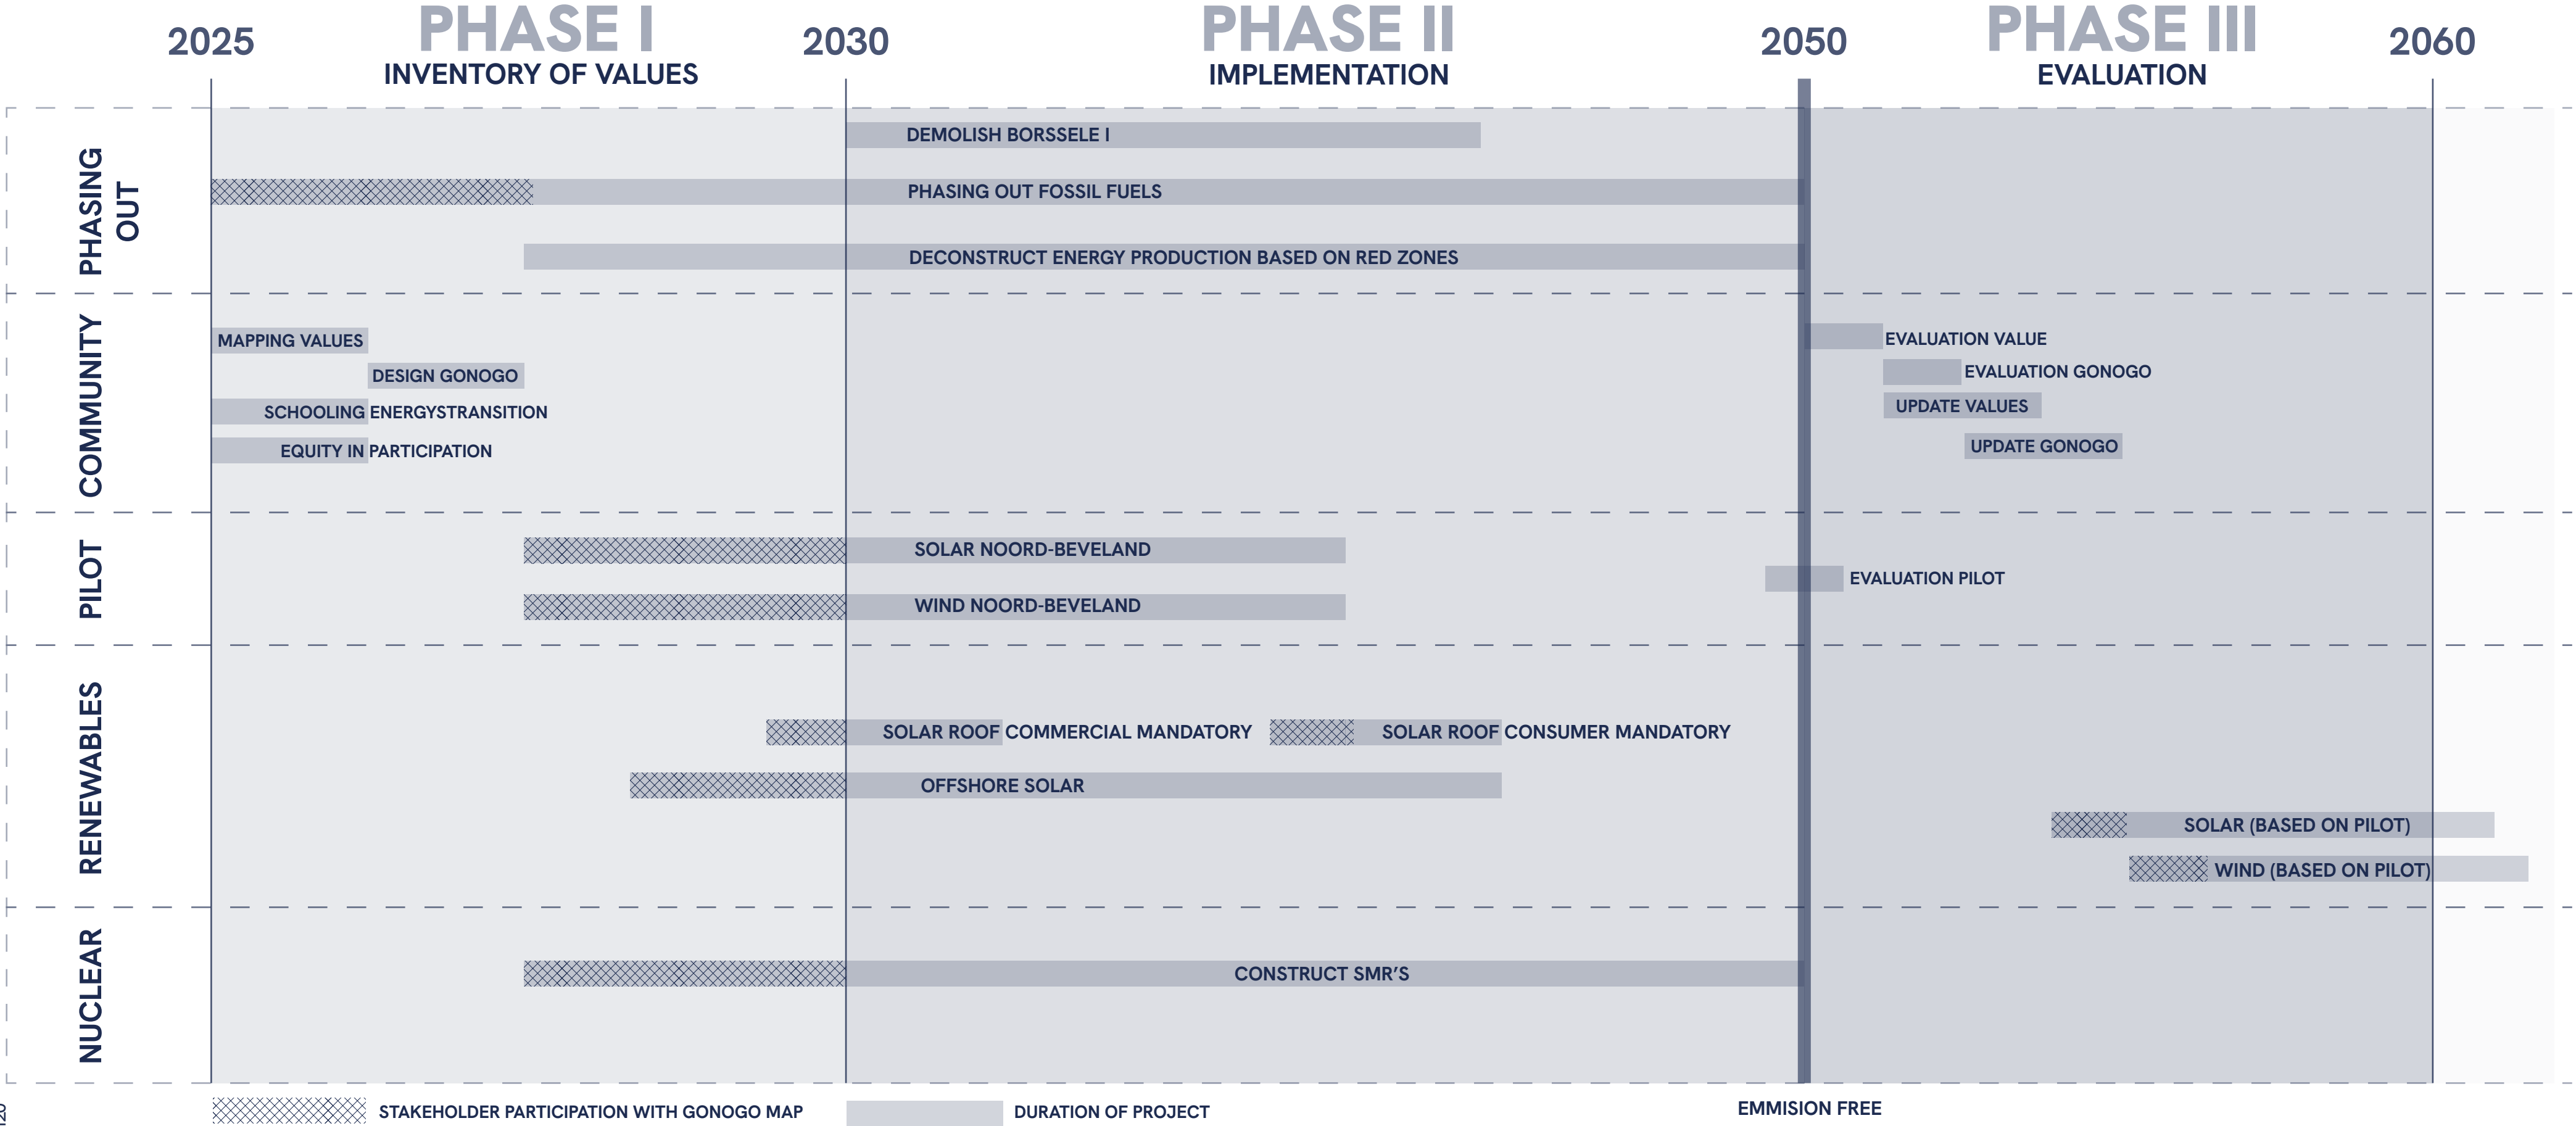 PHASE I
PHASE II
PHASE III
2025
2030
2050
2060
INVENTORY OF VALUES
IMPLEMENTATION
EVALUATION
PHASING
OUT
DEMOLISH BORSSELE I
PHASING OUT FOSSIL FUELS
DECONSTRUCT ENERGY PRODUCTION BASED ON RED ZONES
COMMUNITY
MAPPING VALUES
DESIGN GONOGO
SCHOOLING ENERGYSTRANSITION
EQUITY IN PARTICIPATION
EVALUATION VALUE
EVALUATION GONOGO
UPDATE VALUES
UPDATE GONOGO
PILOT
SOLAR NOORD-BEVELAND
WIND NOORD-BEVELAND
EVALUATION PILOT
RENEWABLES
SOLAR ROOF COMMERCIAL MANDATORY
SOLAR ROOF CONSUMER MANDATORY
OFFSHORE SOLAR
SOLAR (BASED ON PILOT)
WIND (BASED ON PILOT)
NUCLEAR
CONSTRUCT SMR'S
STAKEHOLDER PARTICIPATION WITH GONOGO MAP
DURATION OF PROJECT
EMMISION FREE